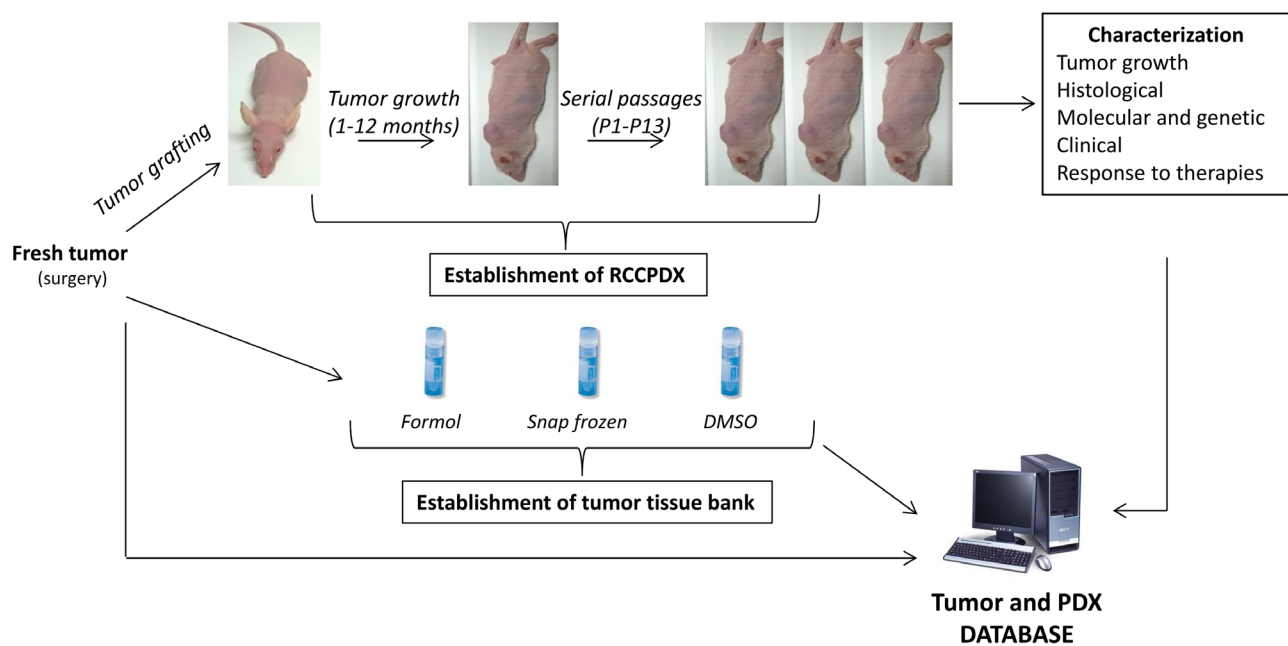 Tumor grafting
Tumor growth
(1-12 months)
Serial passages
(P1-P13)
Characterization
Tumor growth
Histological
Molecular and genetic
Clinical
Response to therapies
Fresh tumor
(surgery)
Establishment of RCCPDX
Formol
Snap frozen
DMSO
Establishment of tumor tissue bank
Tumor and PDX
DATABASE